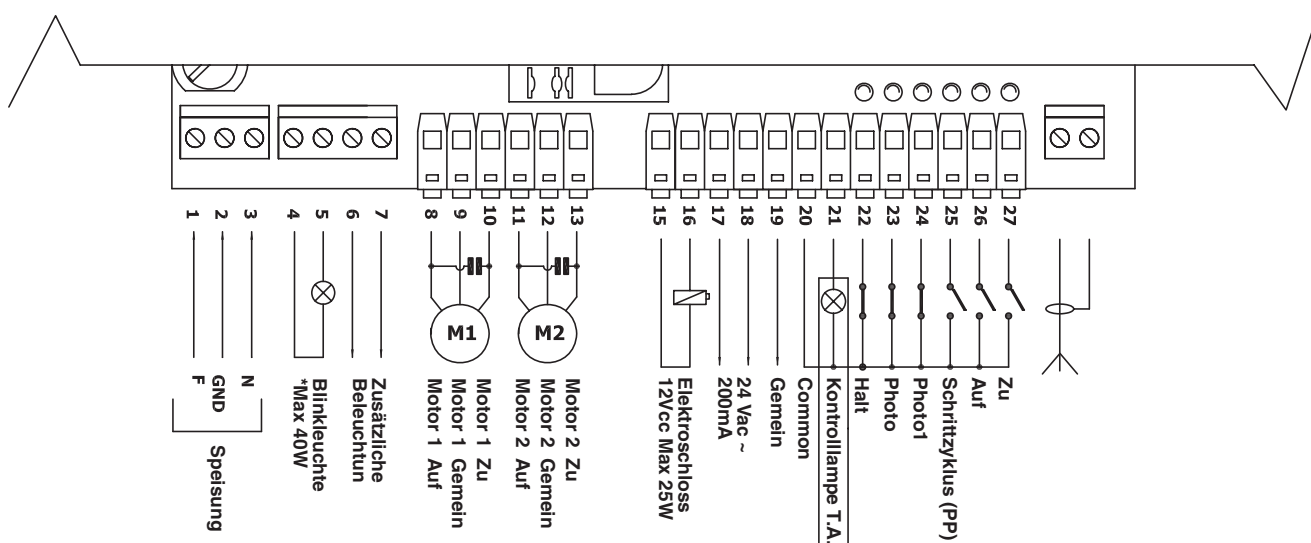 1
2
3
4
5
6
7
8
9
10
11
12
13
15
16
17
18
19
20
21
22
23
24
25
26
27
M1
M2
F
GND
N
Speisung
Blinkleuchte
*Max 40W
Zusätzliche
Beleuchtun
Motor 1 Auf
Motor 1 Gemein
Motor 1 Zu
Motor 2 Auf
Motor 2 Gemein
Motor 2 Zu
Elektroschloss
12Vcc Max 25W
24 Vac ~
200mA
Gemein
Common
Kontrolllampe T.A.
Halt
Photo
Photo1
Schrittzyklus (PP)
Auf
Zu